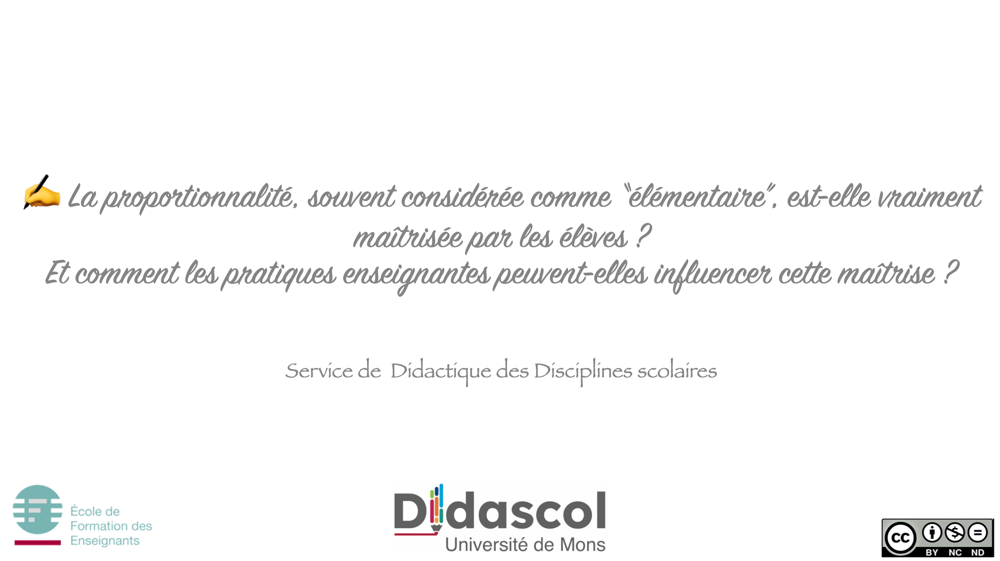 ✍ La proportionnalité, souvent considérée comme “élémentaire”, est-elle vraiment
maîtrisée par les élèves ?
Et comment les pratiques enseignantes peuvent-elles influencer cette maîtrise ?
Service de Didactique des Disciplines scolaires
École de
Formation des
Enseignants
Didascol
Université de Mons
cc
BY NC ND